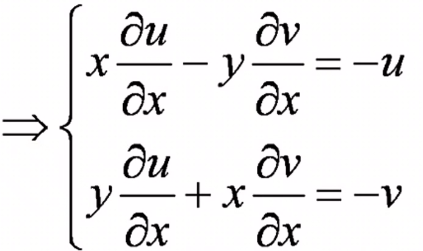 ⇒ { x ∂u/∂x − y ∂v/∂x = −u
y ∂u/∂x + x ∂v/∂x = −v